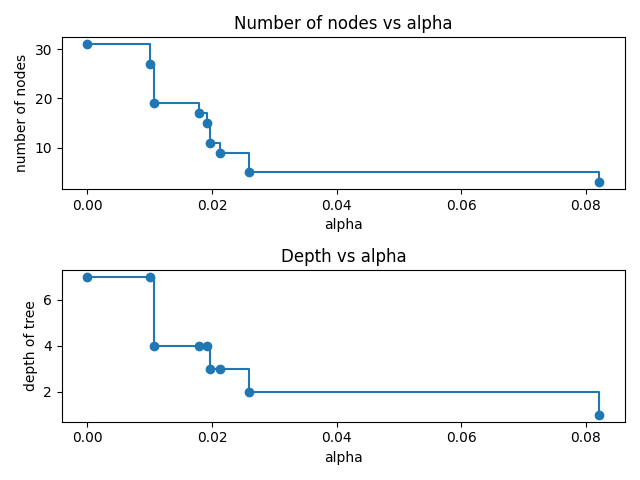 Number of nodes vs alpha
number of nodes
30
20
10
0.00 0.02 0.04 0.06 0.08
alpha
Depth vs alpha
depth of tree
6
4
2
0.00 0.02 0.04 0.06 0.08
alpha